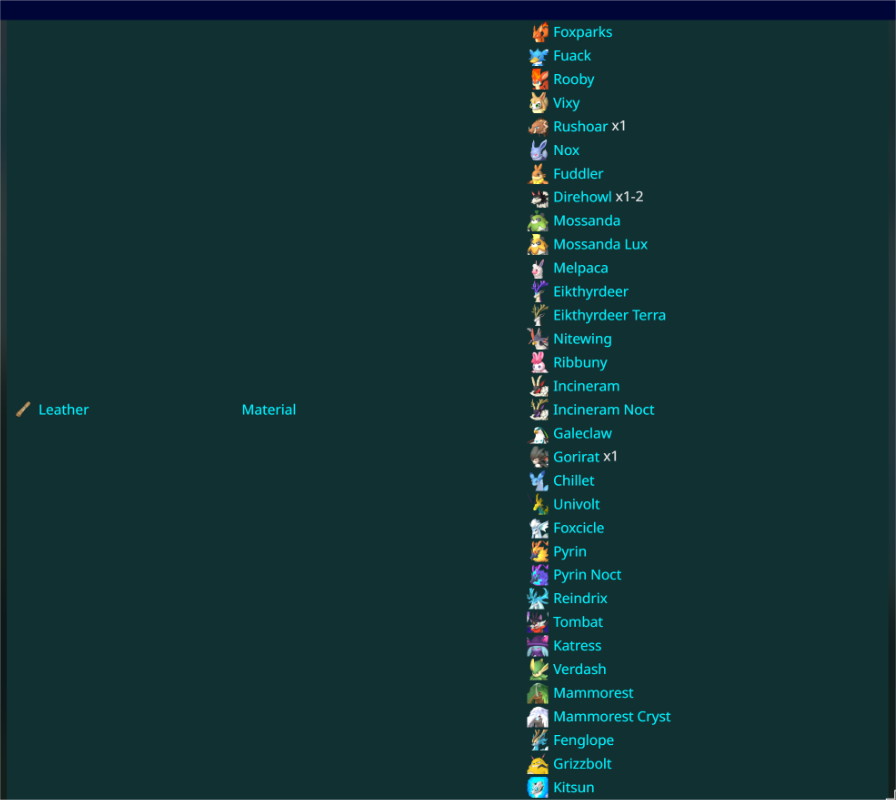 Foxparks
Fuack
Rooby
Vixy
Rushoar x1
Nox
Fuddler
Direhowl x1-2
Mossanda
Mossanda Lux
Melpaca
Eikthyrdeer
Eikthyrdeer Terra
Nitewing
Ribbuny
Incineram
Leather Material Incineram Noct
Galeclaw
Gorirat x1
Chillet
Univolt
Foxcicle
Pyrin
Pyrin Noct
Reindrix
Tombat
Katress
Verdash
Mammorest
Mammorest Cryst
Fenglope
Grizzbolt
Kitsun